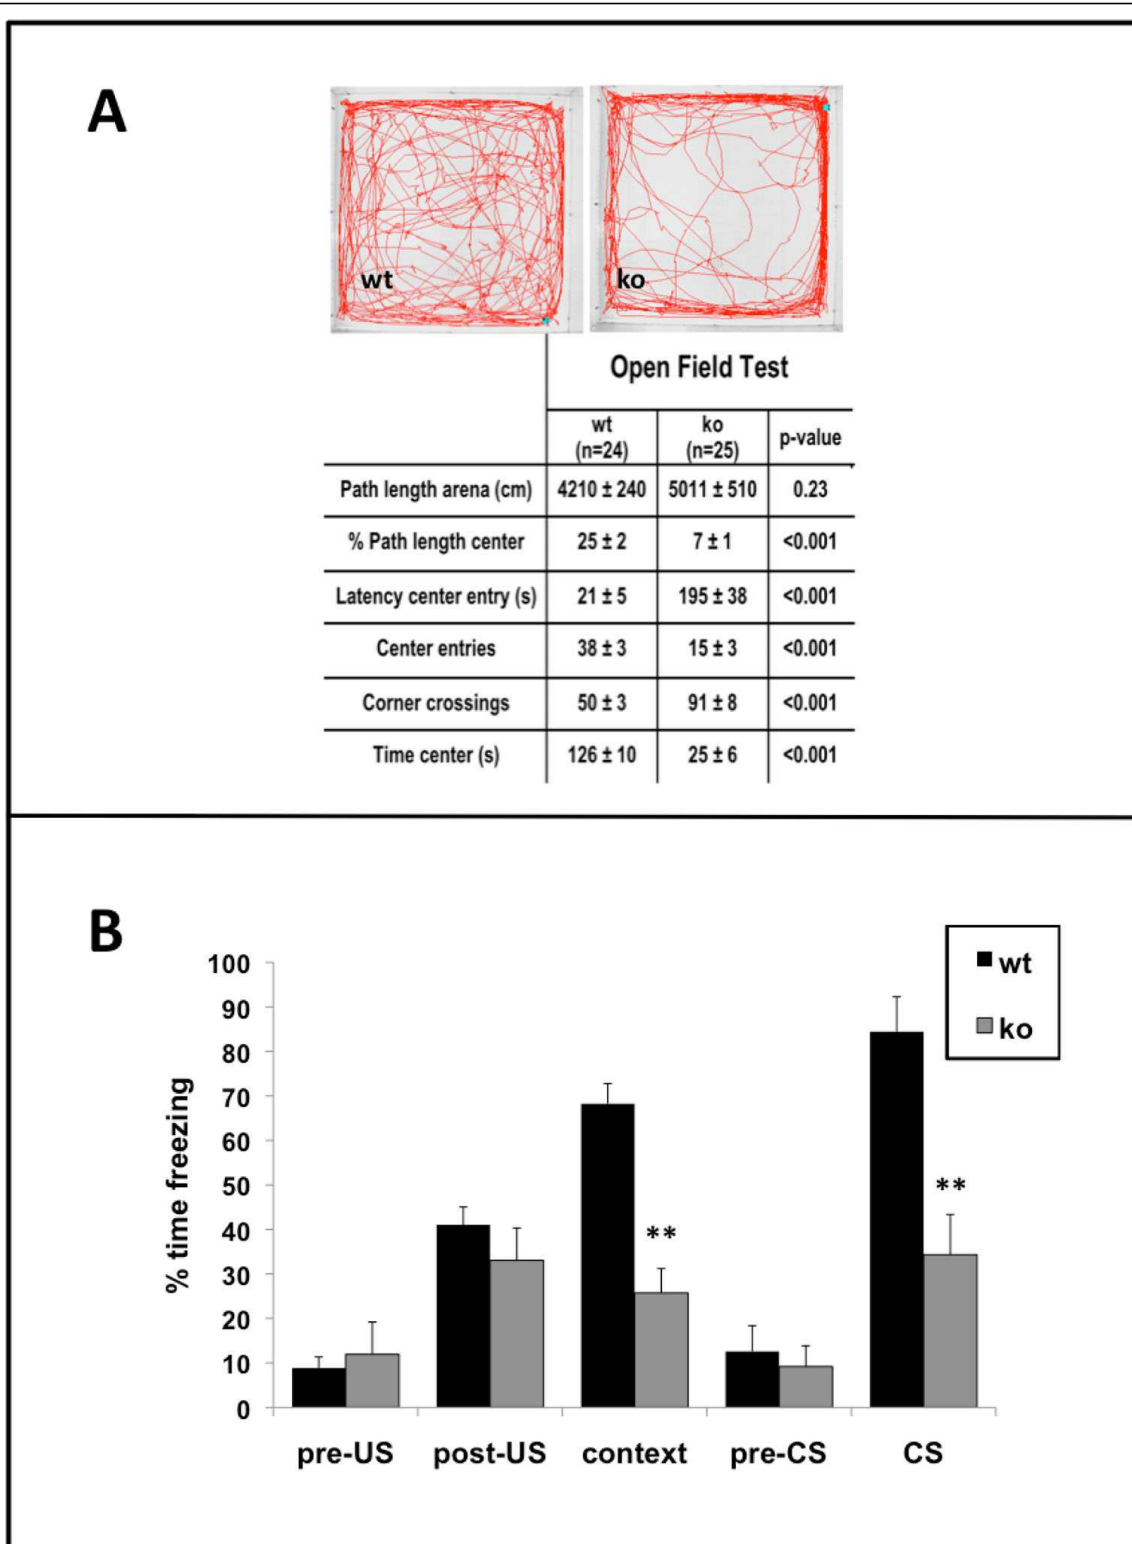 A
wt
ko
Open Field Test
wt
(n=24)
ko
(n=25)
p-value
Path length arena (cm) 4210 ± 240 5011 ± 510 0.23
% Path length center 25 ± 2 7 ± 1 <0.001
Latency center entry (s) 21 ± 5 195 ± 38 <0.001
Center entries 38 ± 3 15 ± 3 <0.001
Corner crossings 50 ± 3 91 ± 8 <0.001
Time center (s) 126 ± 10 25 ± 6 <0.001
B
wt
ko
% time freezing
100
90
80
70
60
50
40
30
20
10
0
**
**
pre-US post-US context pre-CS CS